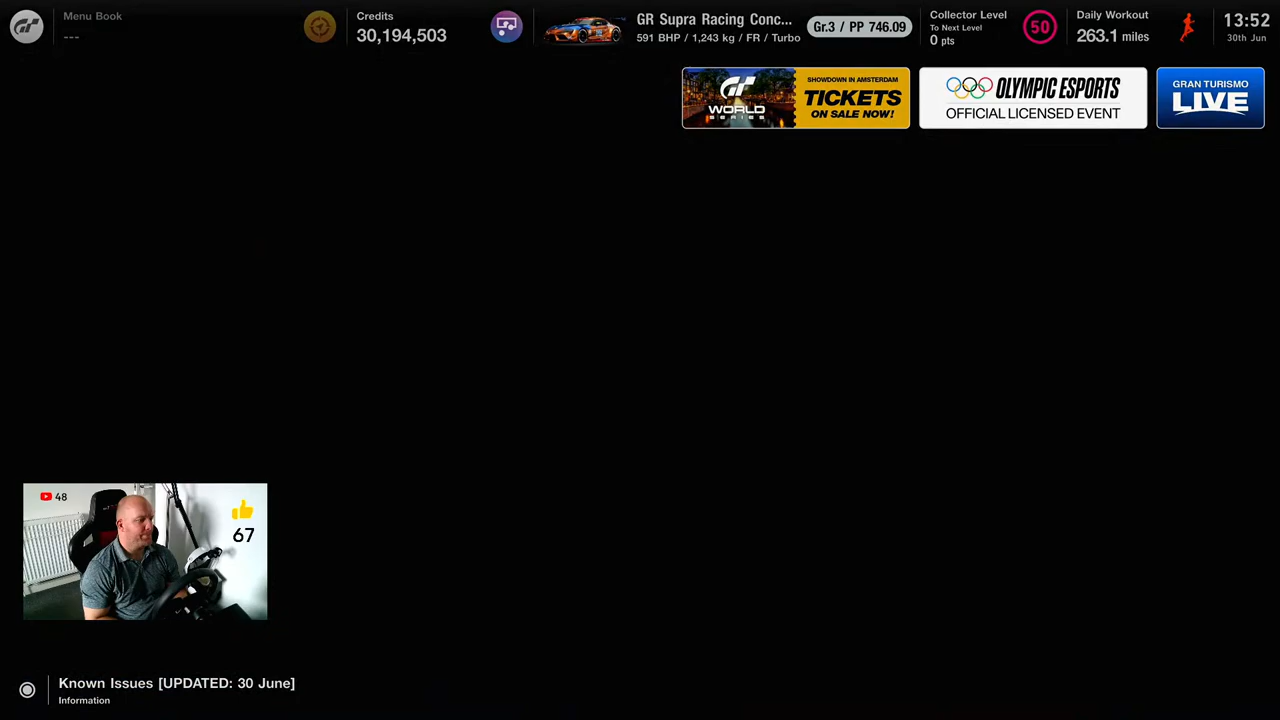 Menu Book
---
Credits
30,194,503
GR Supra Racing Conc...
591 BHP / 1,243 kg / FR / Turbo
Gr.3 / PP 746.09
Collector Level
To Next Level
0 pts
50
Daily Workout
263.1 miles
13:52
30th Jun
GT
WORLD
SERIES
SHOWDOWN IN AMSTERDAM
TICKETS
ON SALE NOW!
OLYMPIC ESPORTS
OFFICIAL LICENSED EVENT
GRAN TURISMO
LIVE
48
67
Known Issues [UPDATED: 30 June]
Information